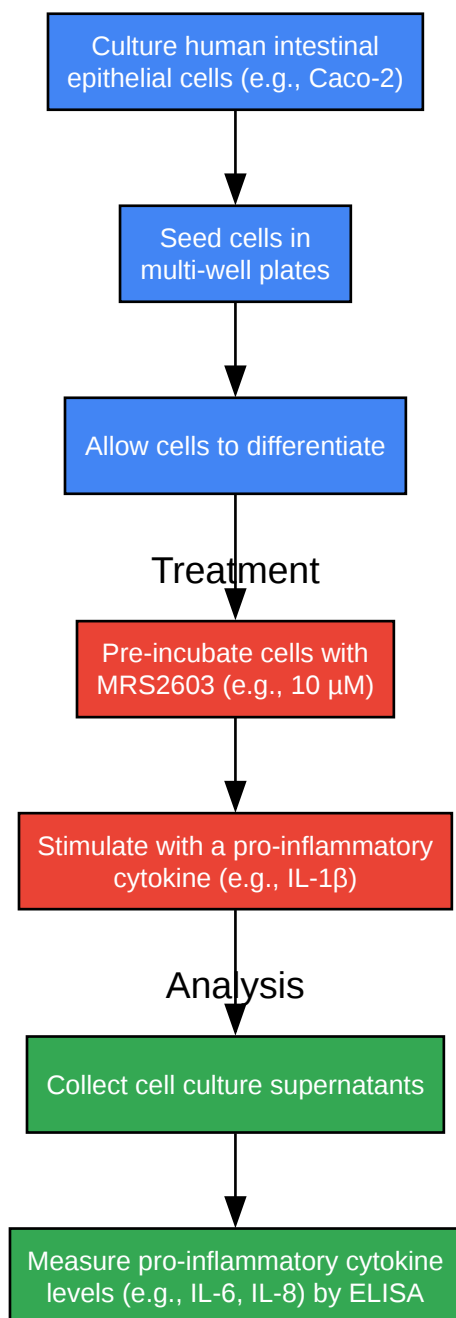 Culture human intestinal
epithelial cells (e.g., Caco-2)
Seed cells in
multi-well plates
Allow cells to differentiate
Treatment
Pre-incubate cells with
MRS2603 (e.g., 10 µM)
Stimulate with a pro-inflammatory
cytokine (e.g., IL-1β)
Analysis
Collect cell culture supernatants
Measure pro-inflammatory cytokine
levels (e.g., IL-6, IL-8) by ELISA